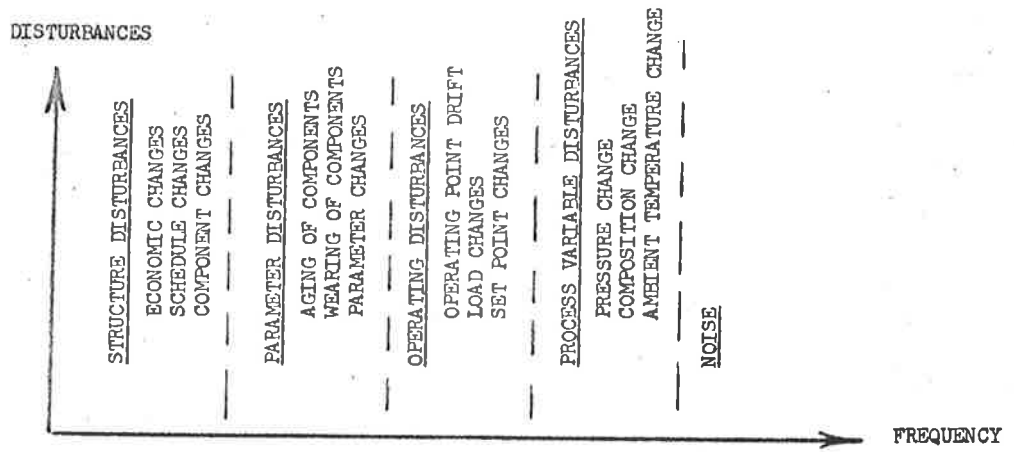 DISTURBANCES
STRUCTURE DISTURBANCES
ECONOMIC CHANGES
SCHEDULE CHANGES
COMPONENT CHANGES
PARAMETER DISTURBANCES
AGING OF COMPONENTS
WEARING OF COMPONENTS
PARAMETER CHANGES
OPERATING DISTURBANCES
OPERATING POINT DRIFT
LOAD CHANGES
SET POINT CHANGES
PROCESS VARIABLE DISTURBANCES
PRESSURE CHANGE
COMPOSITION CHANGE
AMBIENT TEMPERATURE CHANGE
NOISE
FREQUENCY